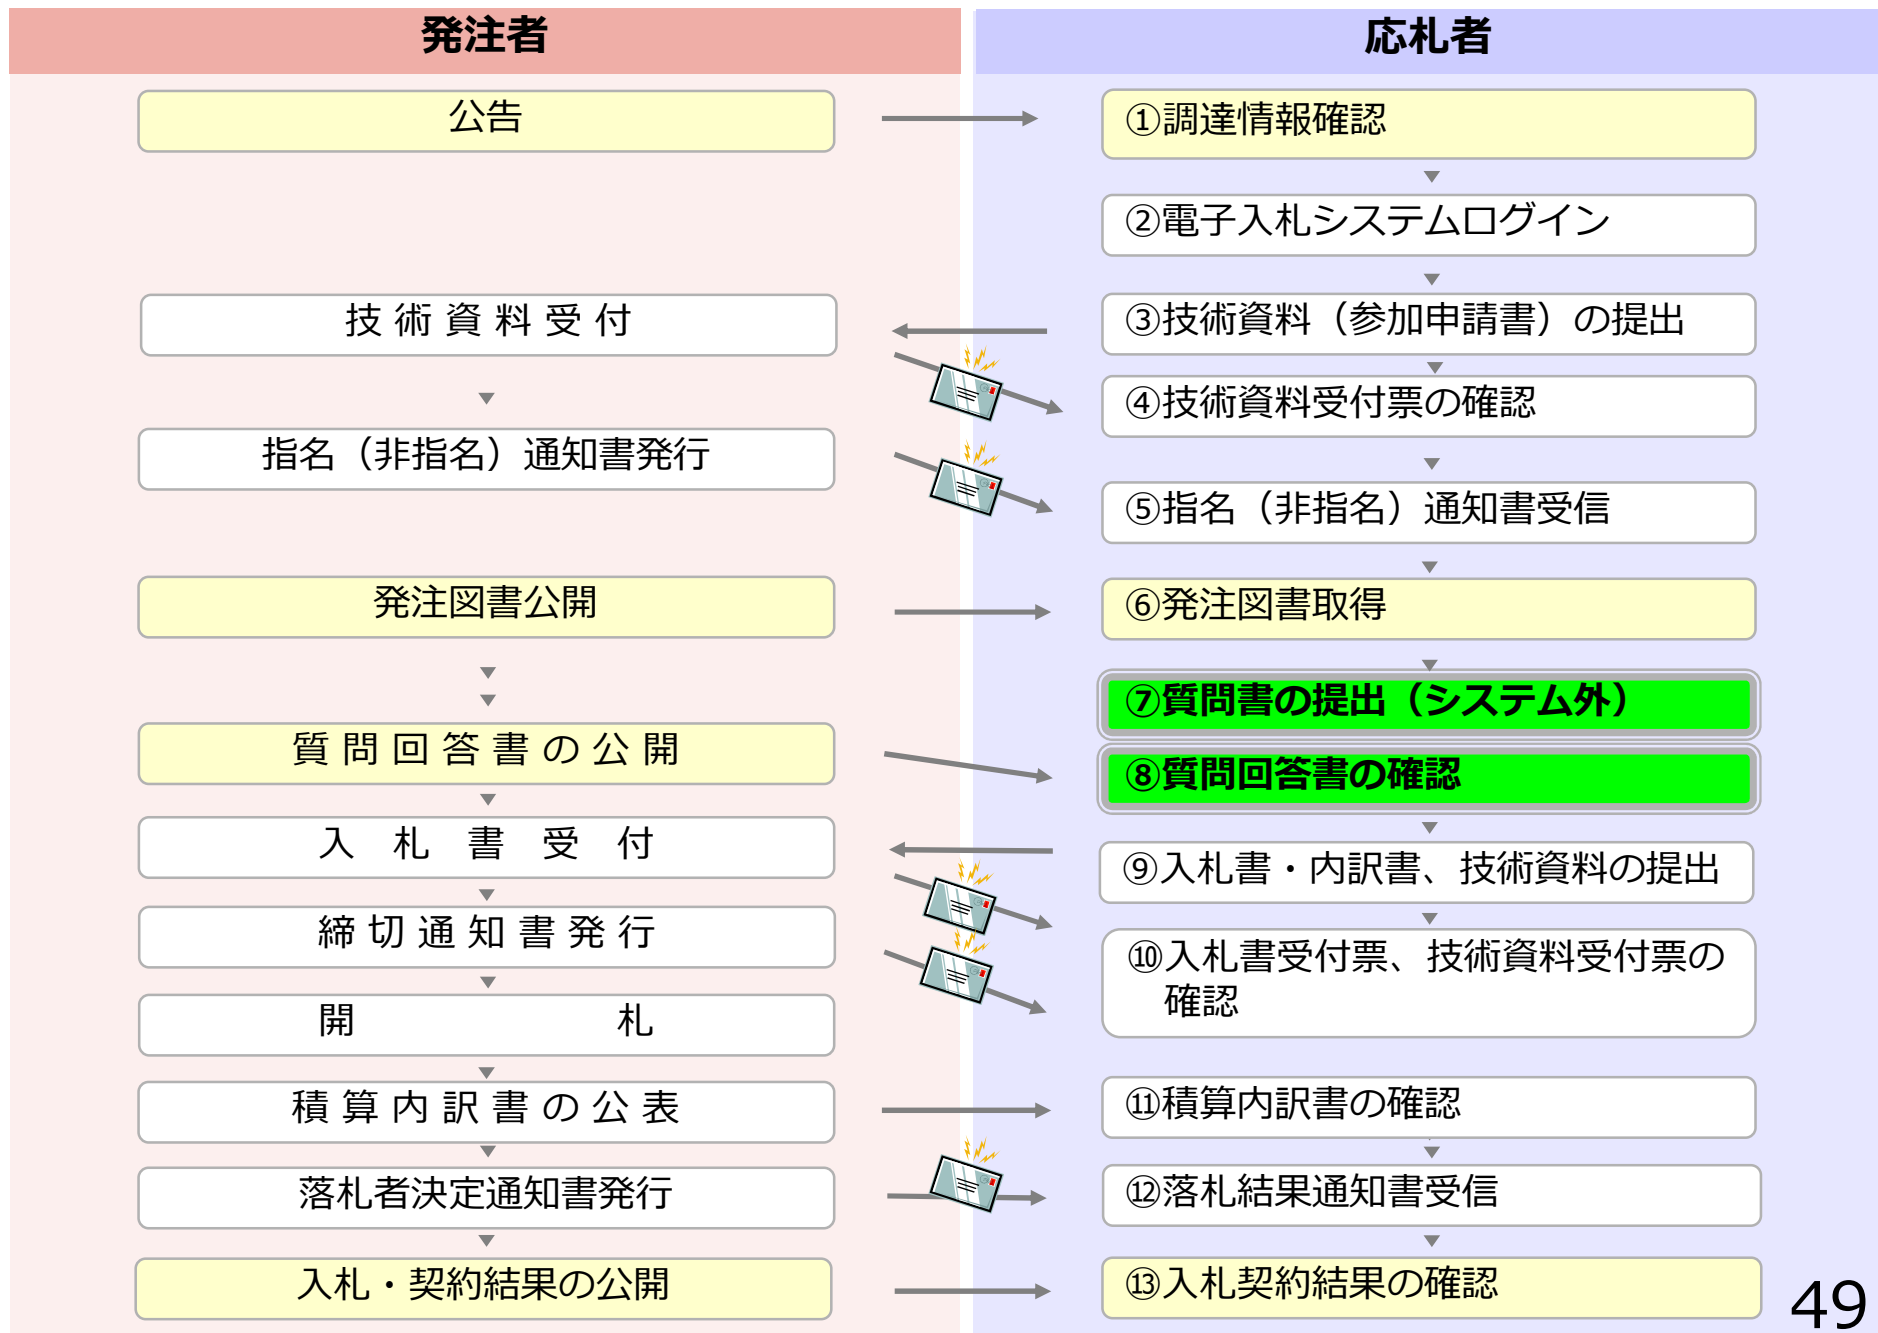 発注者
応札者
公告
①調達情報確認
②電子入札システムログイン
技術資料受付
③技術資料（参加申請書）の提出
④技術資料受付票の確認
指名（非指名）通知書発行
⑤指名（非指名）通知書受信
発注図書公開
⑥発注図書取得
⑦質問書の提出（システム外）
質問回答書の公開
⑧質問回答書の確認
入札書受付
⑨入札書・内訳書、技術資料の提出
締切通知書発行
⑩入札書受付票、技術資料受付票の
確認
開札
積算内訳書の公表
⑪積算内訳書の確認
落札者決定通知書発行
⑫落札結果通知書受信
入札・契約結果の公開
⑬入札契約結果の確認
49